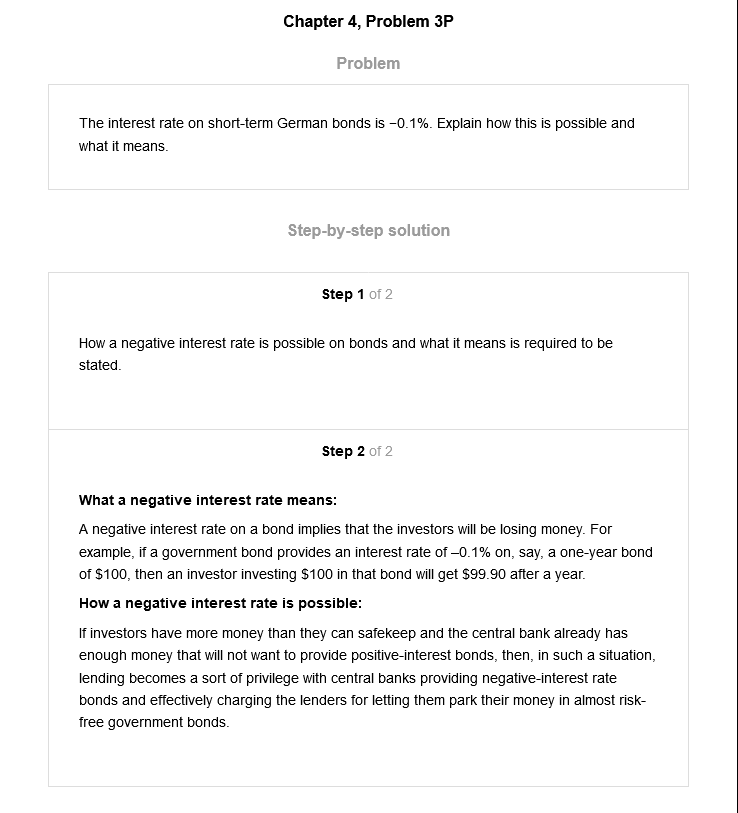 Chapter 4, Problem 3P
Problem
The interest rate on short-term German bonds is −0.1%. Explain how this is possible and
what it means.
Step-by-step solution
Step 1 of 2
How a negative interest rate is possible on bonds and what it means is required to be
stated.
Step 2 of 2
What a negative interest rate means:
A negative interest rate on a bond implies that the investors will be losing money. For
example, if a government bond provides an interest rate of –0.1% on, say, a one-year bond
of $100, then an investor investing $100 in that bond will get $99.90 after a year.
How a negative interest rate is possible:
If investors have more money than they can safekeep and the central bank already has
enough money that will not want to provide positive-interest bonds, then, in such a situation,
lending becomes a sort of privilege with central banks providing negative-interest rate
bonds and effectively charging the lenders for letting them park their money in almost risk-
free government bonds.